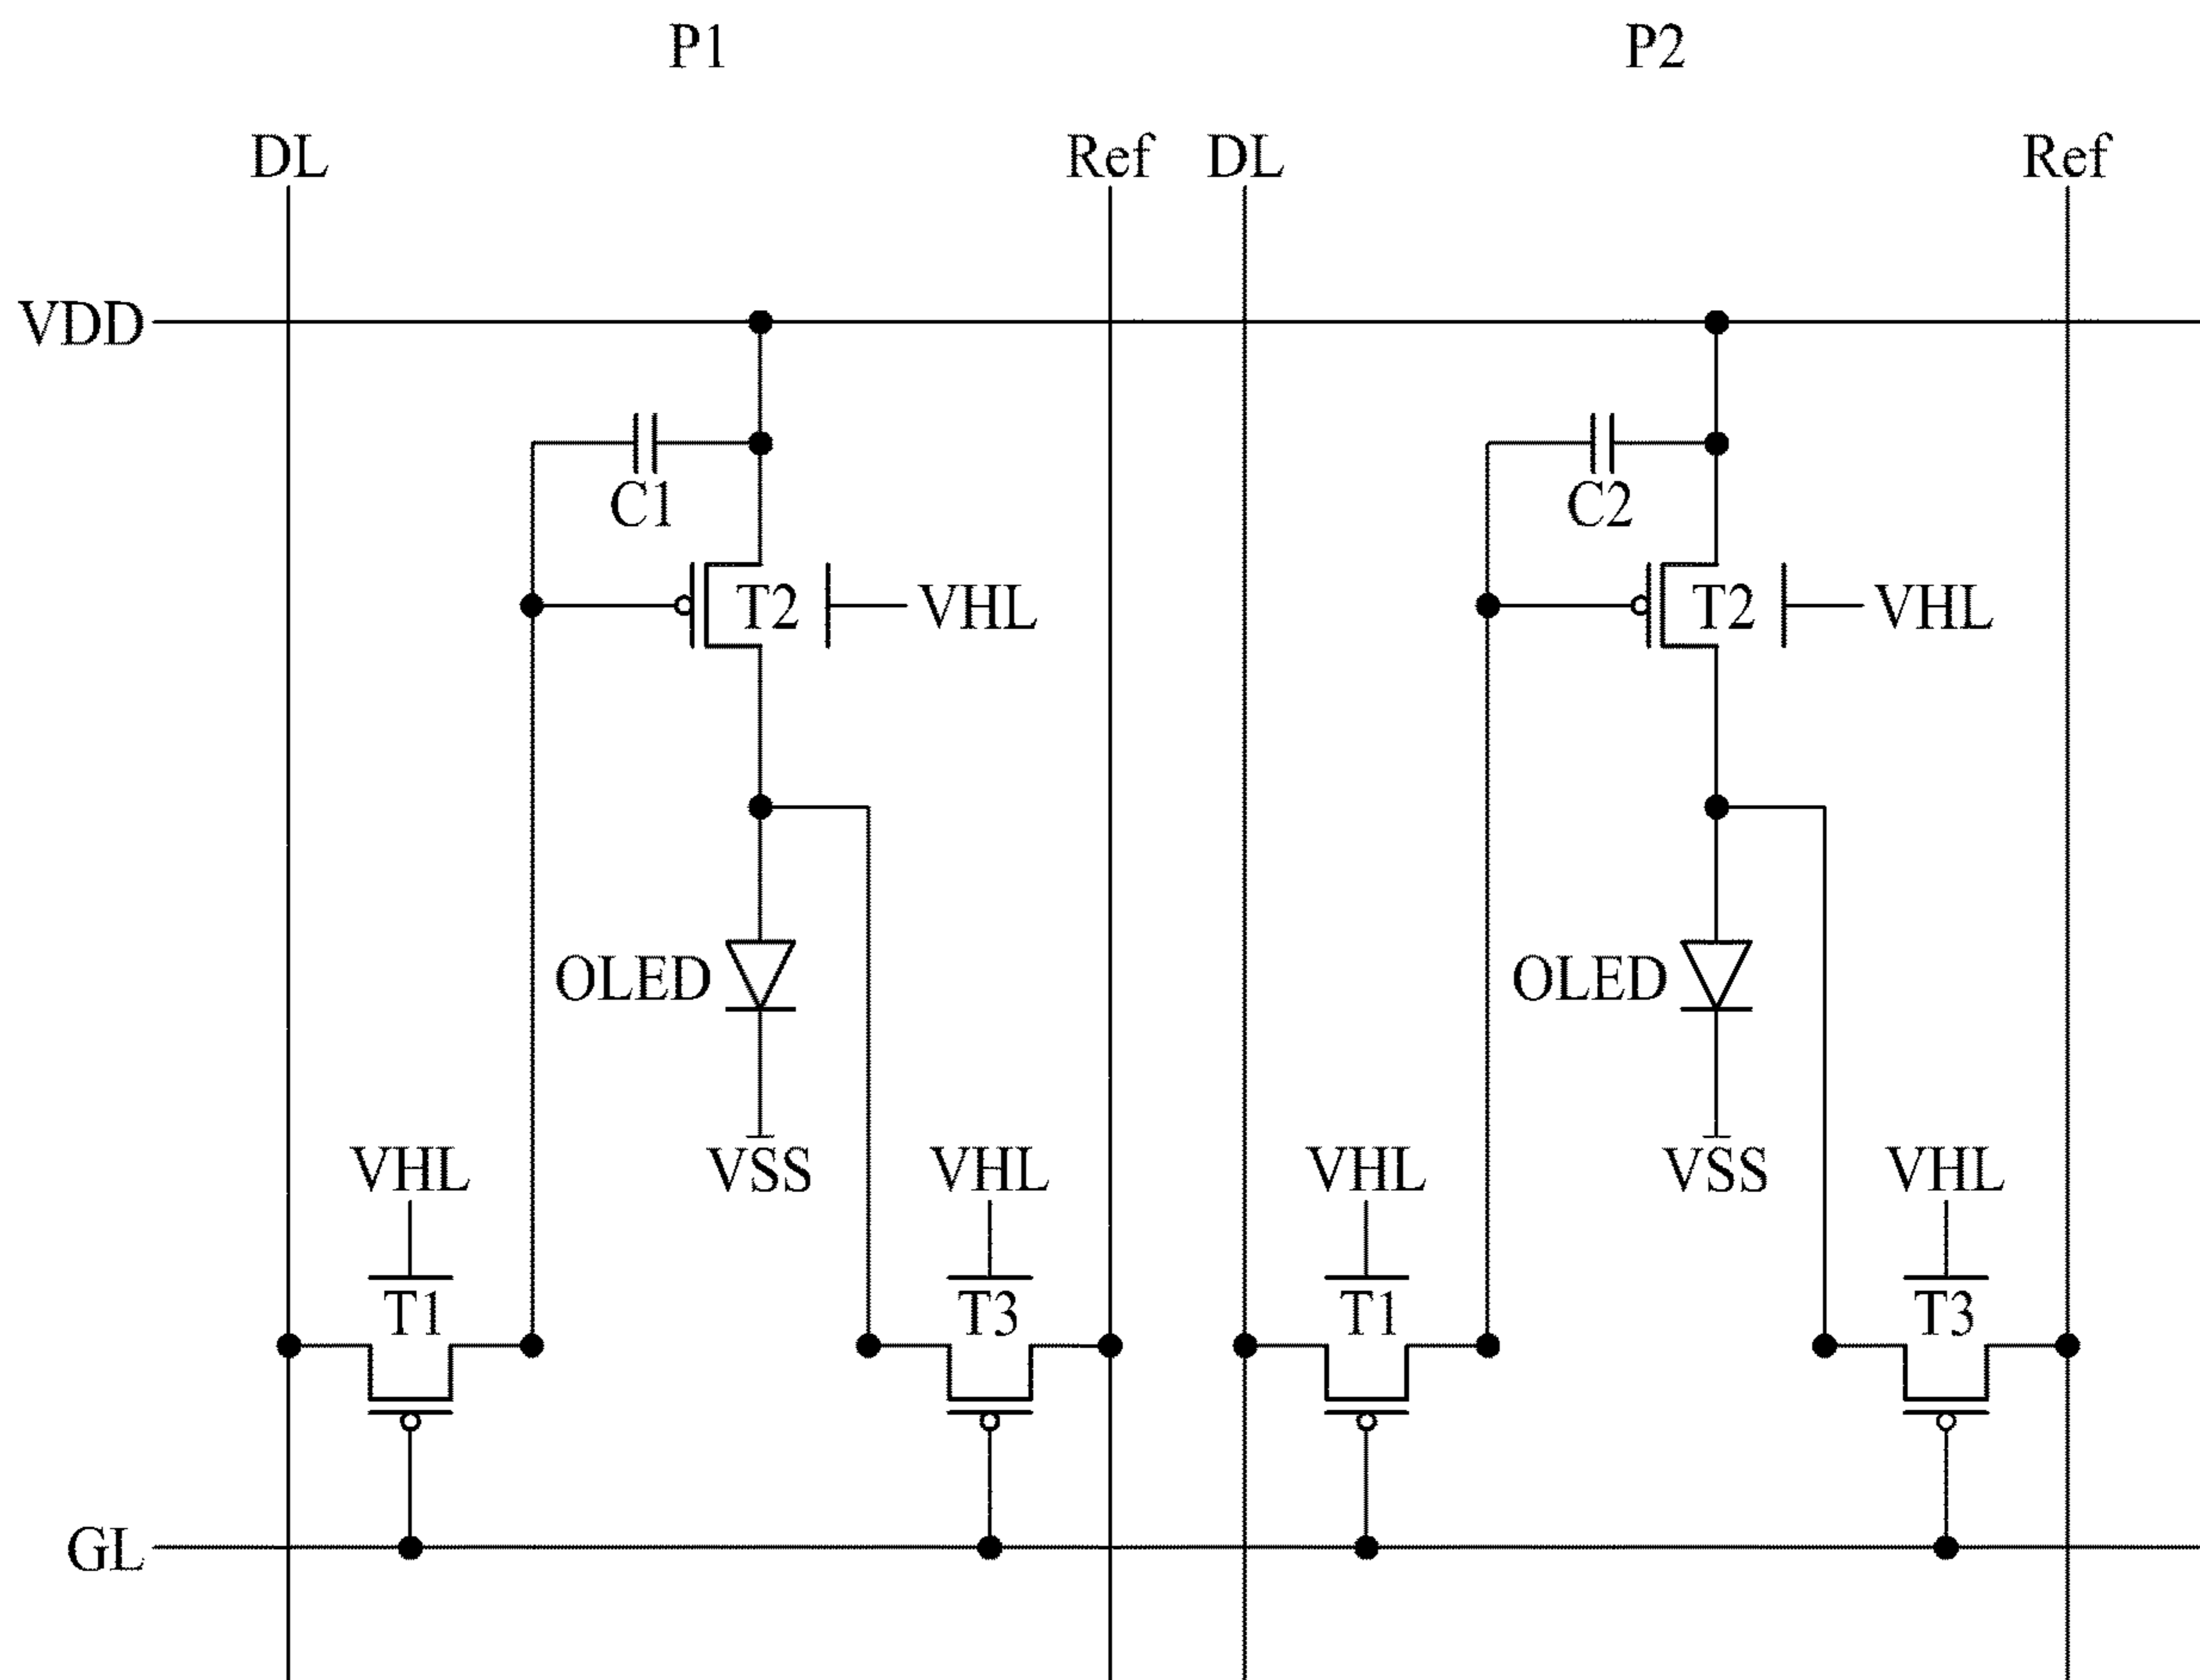 P1 P2
DL Ref DL Ref
VDD
C1 C2
T2 VHL T2 VHL
OLED OLED
VHL VSS VHL VHL VSS VHL
T1 T3 T1 T3
GL